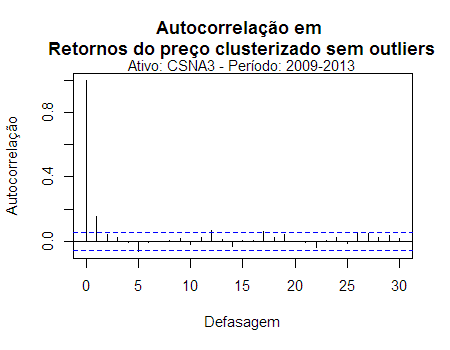 Autocorrelação em
Retornos do preço clusterizado sem outliers
Ativo: CSNA3 - Período: 2009-2013
Autocorrelação
0.8
0.4
0.0
0 5 10 15 20 25 30
Defasagem